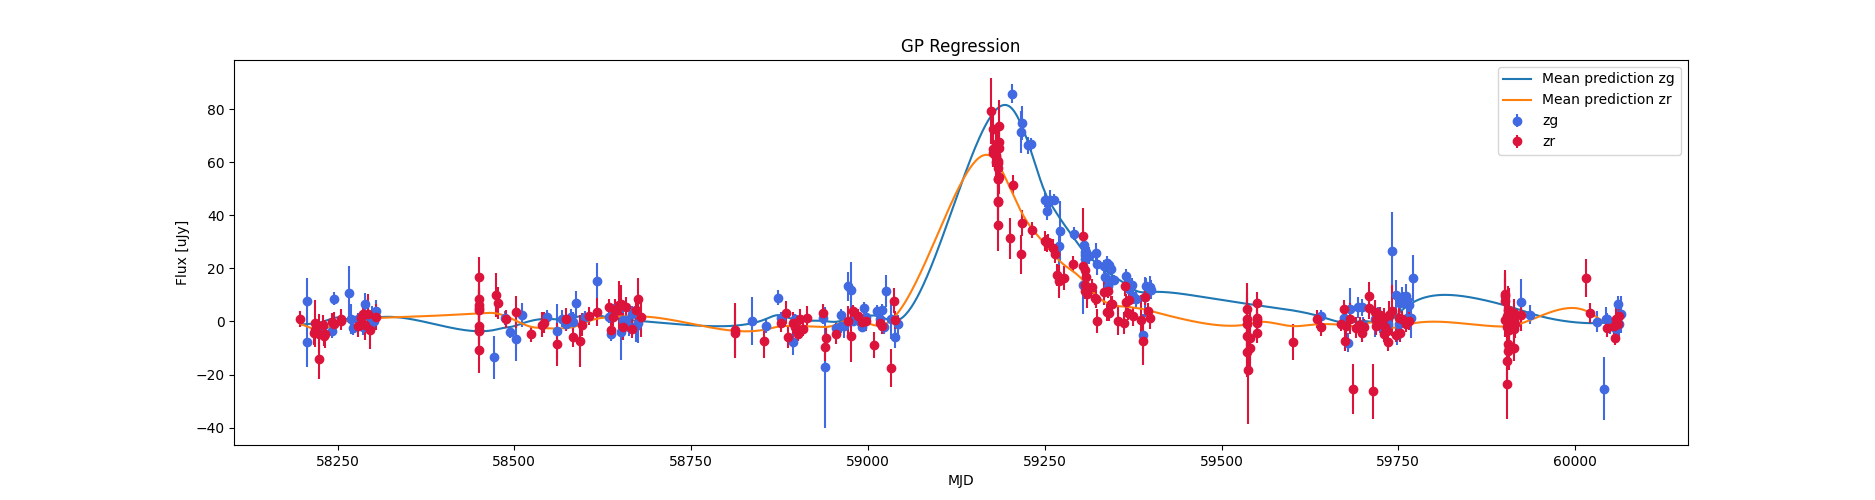 GP Regression
Flux [uJy]
80
60
40
20
0
−20
−40
Mean prediction zg
Mean prediction zr
zg
zr
58250 58500 58750 59000 59250 59500 59750 60000
MJD